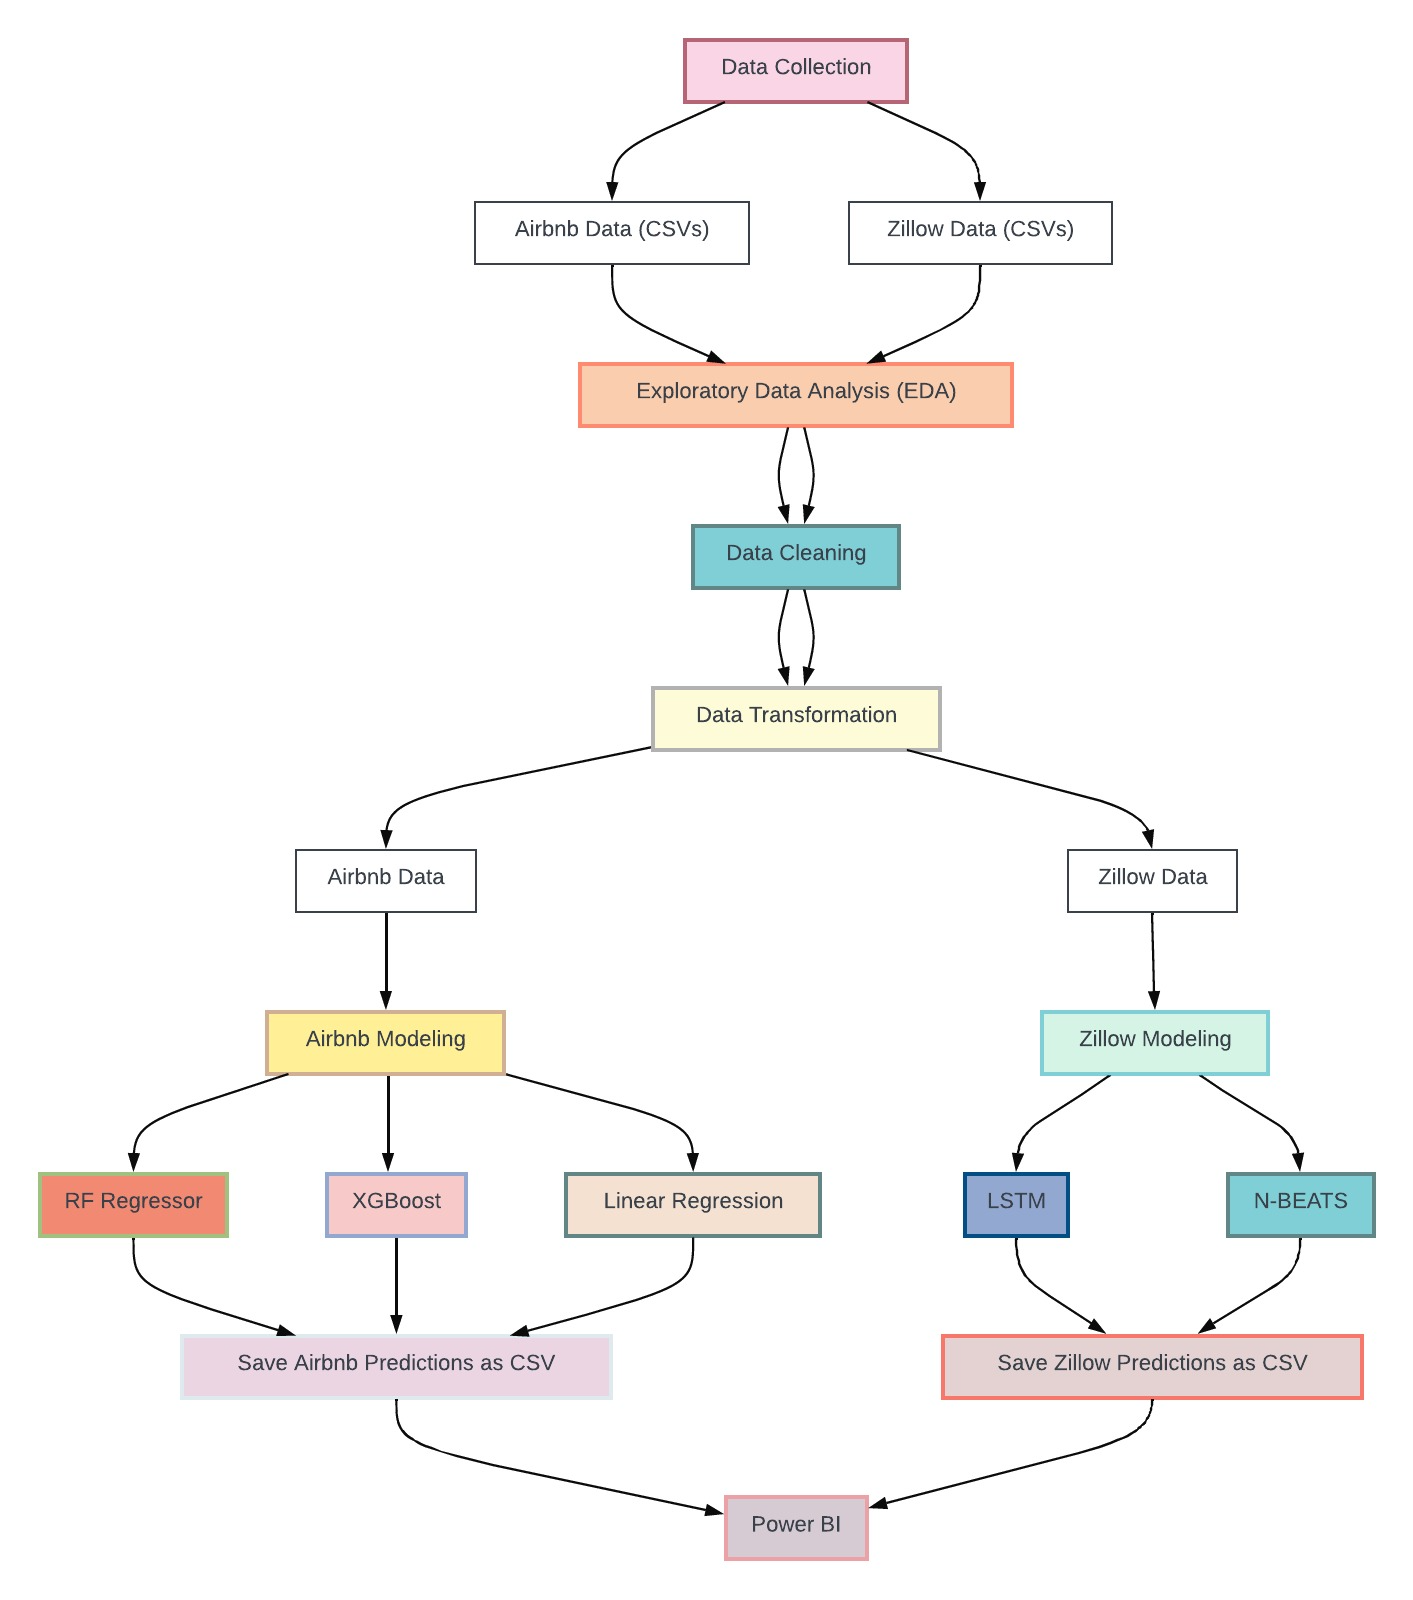 Data Collection
Airbnb Data (CSVs)
Zillow Data (CSVs)
Exploratory Data Analysis (EDA)
Data Cleaning
Data Transformation
Airbnb Data
Zillow Data
Airbnb Modeling
Zillow Modeling
RF Regressor
XGBoost
Linear Regression
LSTM
N-BEATS
Save Airbnb Predictions as CSV
Save Zillow Predictions as CSV
Power BI